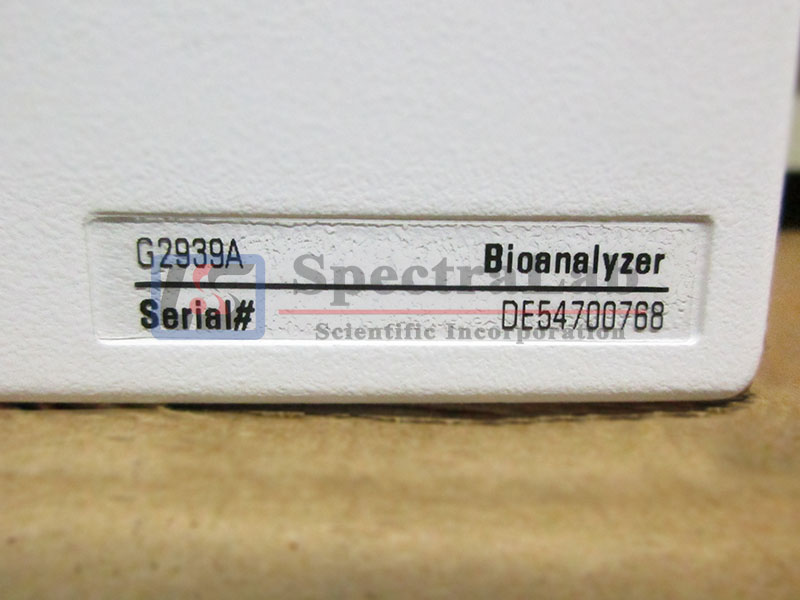 G2939A Bioanalyzer
SpectraLab
Serial# DE54700768
Scientific Incorporation